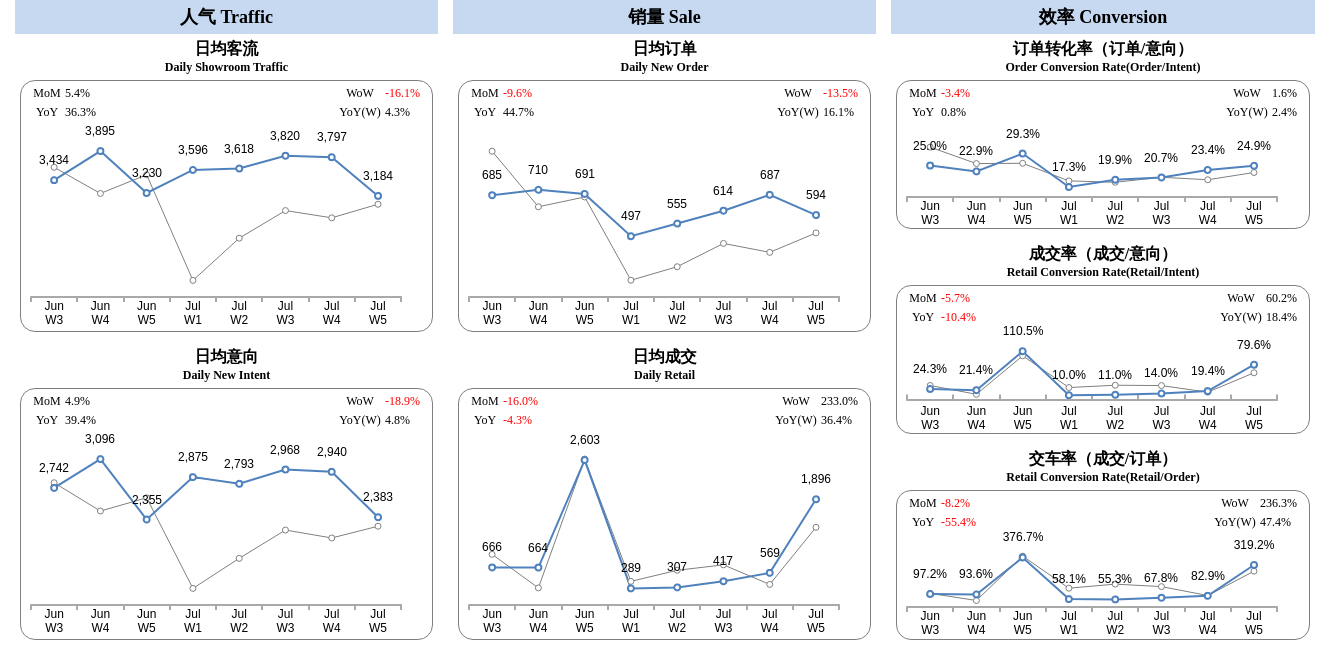 人气 Traffic
日均客流
Daily Showroom Traffic
MoM 5.4% WoW -16.1%
YoY 36.3% YoY(W) 4.3%
3,434 3,895 3,230 3,596 3,618 3,820 3,797 3,184
Jun Jun Jun Jul Jul Jul Jul Jul
W3 W4 W5 W1 W2 W3 W4 W5
日均意向
Daily New Intent
MoM 4.9% WoW -18.9%
YoY 39.4% YoY(W) 4.8%
2,742 3,096 2,355 2,875 2,793 2,968 2,940 2,383
Jun Jun Jun Jul Jul Jul Jul Jul
W3 W4 W5 W1 W2 W3 W4 W5
销量 Sale
日均订单
Daily New Order
MoM -9.6% WoW -13.5%
YoY 44.7% YoY(W) 16.1%
685 710 691 497 555 614 687 594
Jun Jun Jun Jul Jul Jul Jul Jul
W3 W4 W5 W1 W2 W3 W4 W5
日均成交
Daily Retail
MoM -16.0% WoW 233.0%
YoY -4.3% YoY(W) 36.4%
666 664 2,603 289 307 417 569 1,896
Jun Jun Jun Jul Jul Jul Jul Jul
W3 W4 W5 W1 W2 W3 W4 W5
效率 Conversion
订单转化率（订单/意向）
Order Conversion Rate(Order/Intent)
MoM -3.4% WoW 1.6%
YoY 0.8% YoY(W) 2.4%
25.0% 22.9% 29.3% 17.3% 19.9% 20.7% 23.4% 24.9%
Jun Jun Jun Jul Jul Jul Jul Jul
W3 W4 W5 W1 W2 W3 W4 W5
成交率（成交/意向）
Retail Conversion Rate(Retail/Intent)
MoM -5.7% WoW 60.2%
YoY -10.4% YoY(W) 18.4%
24.3% 21.4% 110.5% 10.0% 11.0% 14.0% 19.4% 79.6%
Jun Jun Jun Jul Jul Jul Jul Jul
W3 W4 W5 W1 W2 W3 W4 W5
交车率（成交/订单）
Retail Conversion Rate(Retail/Order)
MoM -8.2% WoW 236.3%
YoY -55.4% YoY(W) 47.4%
97.2% 93.6% 376.7% 58.1% 55.3% 67.8% 82.9% 319.2%
Jun Jun Jun Jul Jul Jul Jul Jul
W3 W4 W5 W1 W2 W3 W4 W5